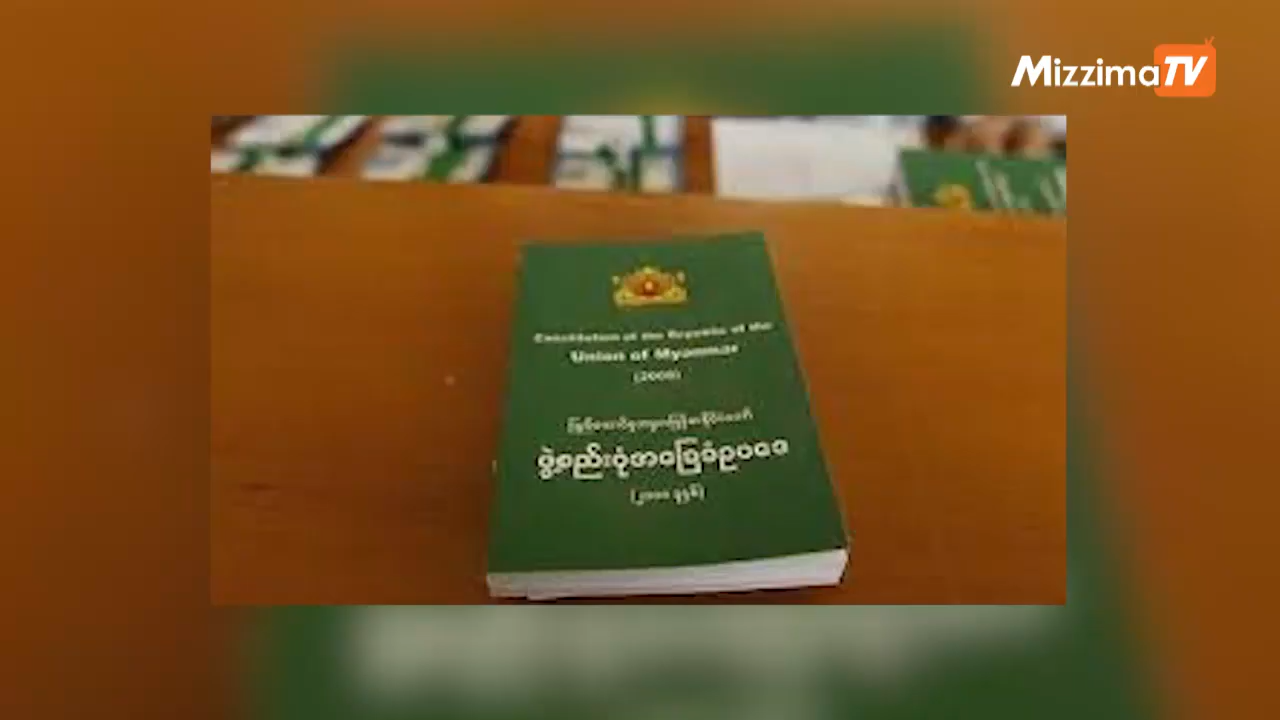 MizzimaTV
Constitution of the Republic of the
Union of Myanmar
(2008)
ပြည်ထောင်စုသမ္မတမြန်မာနိုင်ငံတော်
ဖွဲ့စည်းပုံအခြေခံဥပဒေ
(၂၀၀၈ ခုနှစ်)